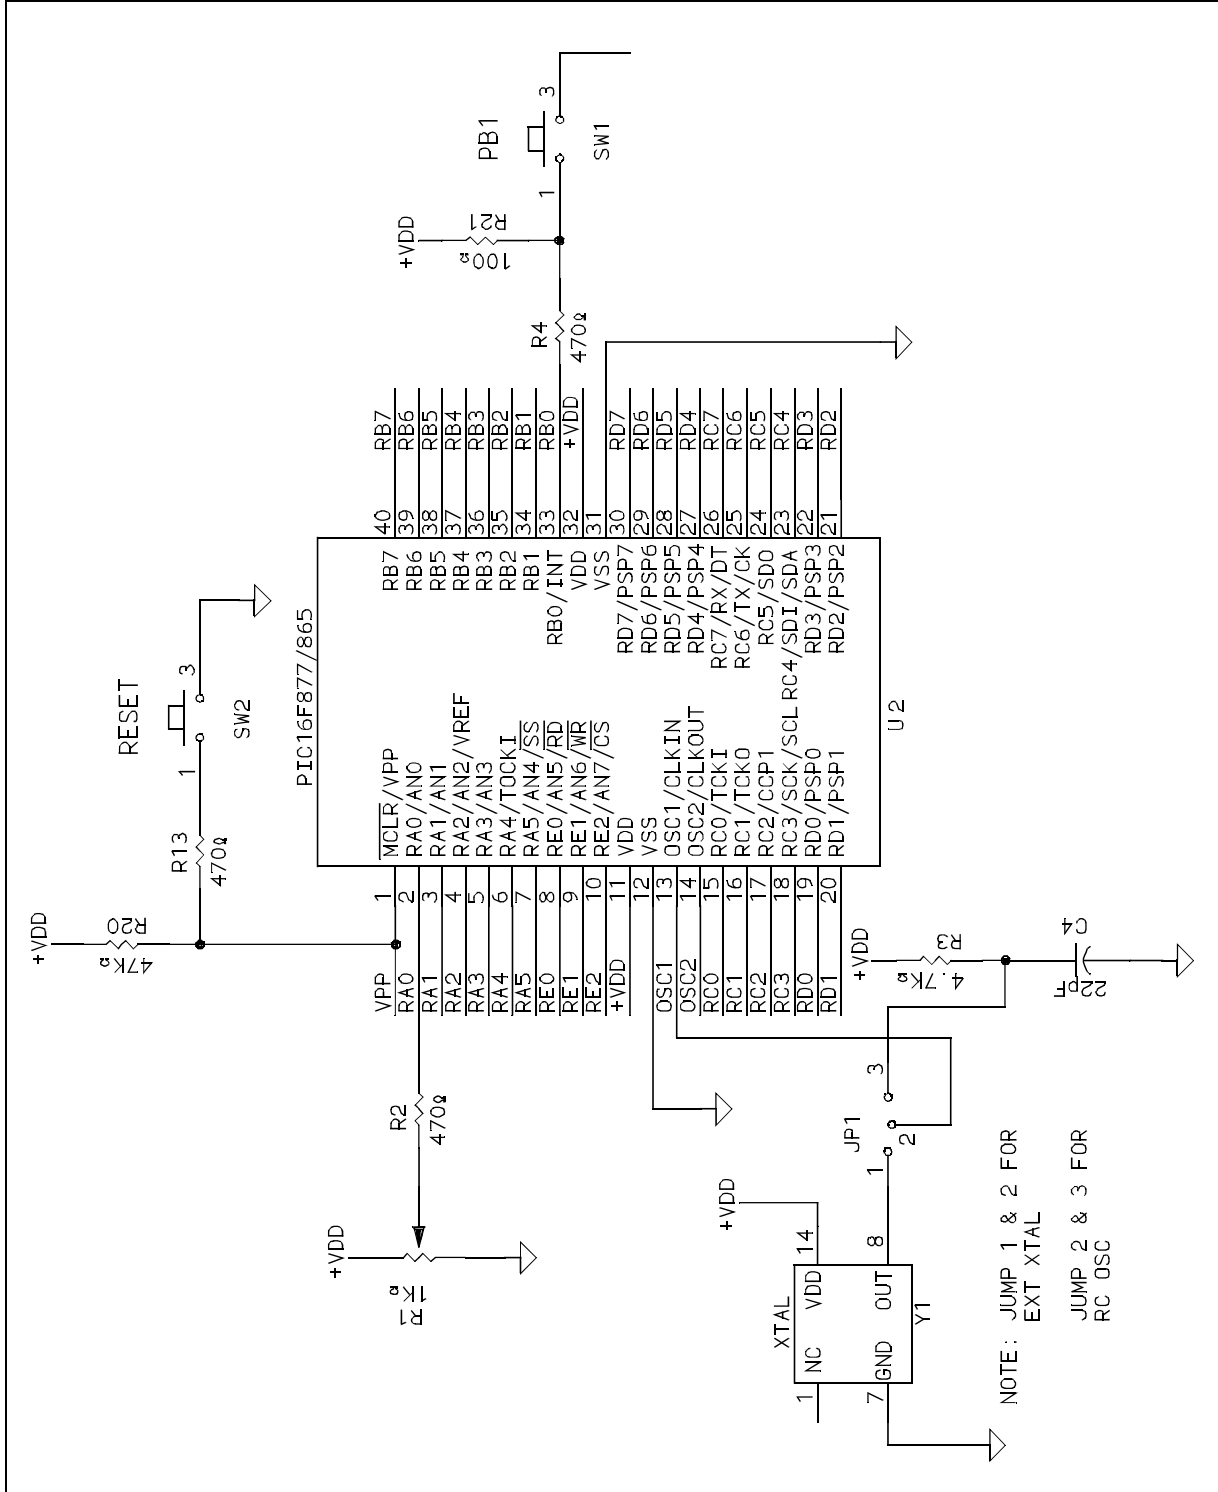 PB1
SW1
3
1
+VDD
R21
100Ω
R4
470Ω
RB7
RB6
RB5
RB4
RB3
RB2
RB1
RB0
+VDD
RD7
RD6
RD5
RD4
RC7
RC6
RC5
RC4
RD3
RD2
40
39
38
37
36
35
34
33
32
31
30
29
28
27
26
25
24
23
22
21
RB7
RB6
RB5
RB4
RB3
RB2
RB1
RB0/INT
VDD
VSS
RD7/PSP7
RD6/PSP6
RD5/PSP5
RD4/PSP4
RC7/RX/DT
RC6/TX/CK
RC5/SDO
RC4/SDI/SDA
RD3/PSP3
RD2/PSP2
PIC16F877/865
U2
MCLR/VPP
RA0/AN0
RA1/AN1
RA2/AN2/VREF
RA3/AN3
RA4/TOCKI
RA5/AN4/SS
RE0/AN5/RD
RE1/AN6/WR
RE2/AN7/CS
VDD
VSS
OSC1/CLKIN
OSC2/CLKOUT
RC0/TCKI
RC1/TCKO
RC2/CCP1
RC3/SCK/SCL
RD0/PSP0
RD1/PSP1
1
2
3
4
5
6
7
8
9
10
11
12
13
14
15
16
17
18
19
20
VPP
RA0
RA1
RA2
RA3
RA4
RA5
RE0
RE1
RE2
+VDD
OSC1
OSC2
RC0
RC1
RC2
RC3
RD0
RD1
RESET
SW2
3
1
R13
470Ω
+VDD
R20
47KΩ
R2
470Ω
+VDD
1KΩ
R1
+VDD
R3
4.7KΩ
C4
22pF
JP1
3
2
1
+VDD
XTAL
14
8
VDD
OUT
NC
GND
Y1
1
7
NOTE: JUMP 1 & 2 FOR
EXT XTAL
JUMP 2 & 3 FOR
RC OSC